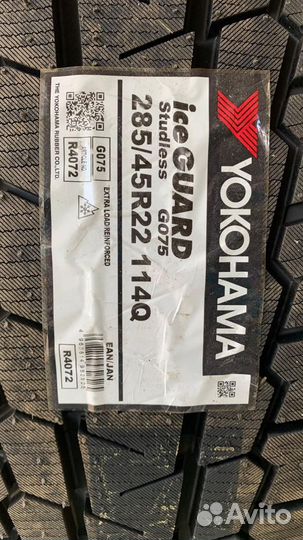 YOKOHAMA
iceGUARD
Studless G075
285/45R22 114Q
EXTRA LOAD/REINFORCED
G075
R4072
THE YOKOHAMA RUBBER CO.,LTD.
EAN/JAN
R4072
Avito